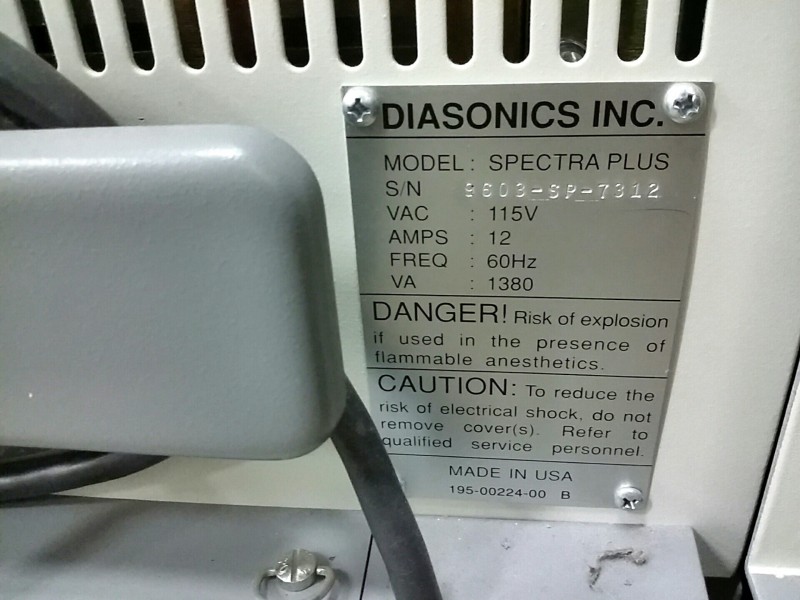 DIASONICS INC.
MODEL : SPECTRA PLUS
S/N 9603-SP-7312
VAC : 115V
AMPS : 12
FREQ : 60Hz
VA : 1380
DANGER! Risk of explosion
if used in the presence of
flammable anesthetics.
CAUTION: To reduce the
risk of electrical shock, do not
remove cover(s). Refer to
qualified service personnel.
MADE IN USA
195-00224-00 B